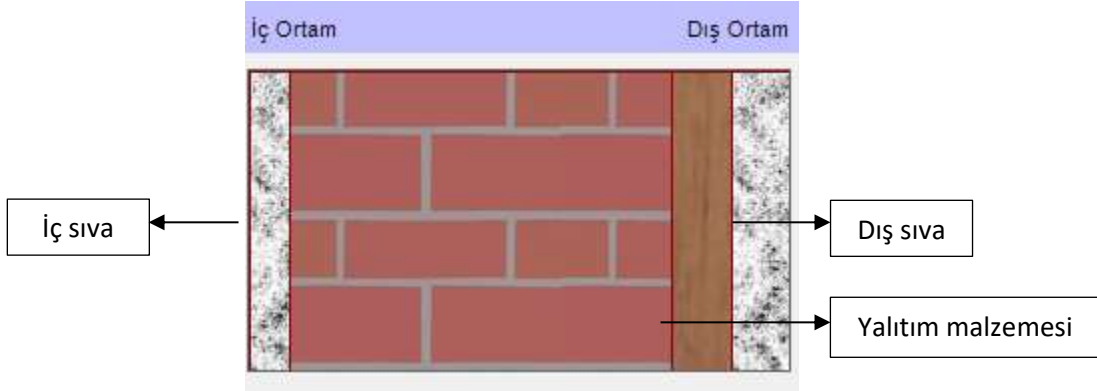 İç Ortam
Dış Ortam
İç sıva
Dış sıva
Yalıtım malzemesi